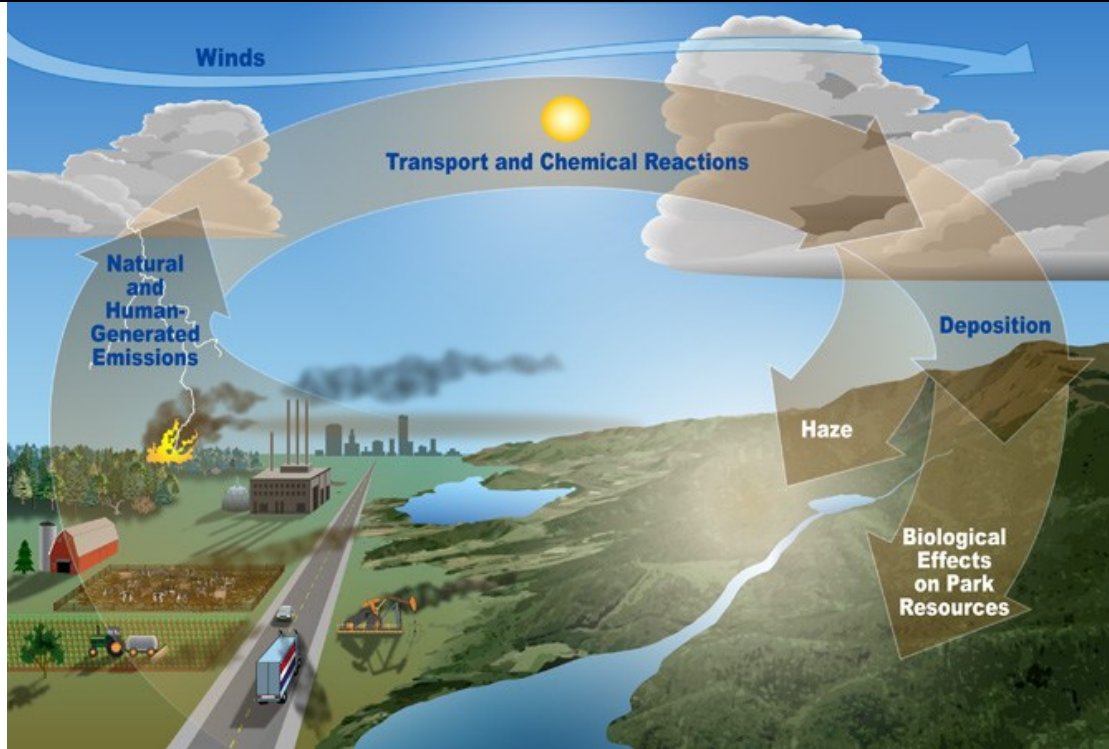 Winds
Transport and Chemical Reactions
Natural
and
Human-
Generated
Emissions
Deposition
Haze
Biological
Effects
on Park
Resources